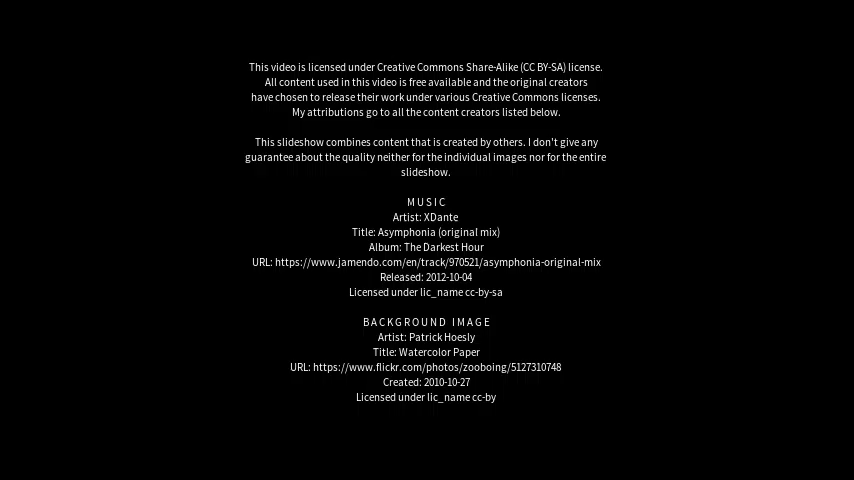 This video is licensed under Creative Commons Share-Alike (CC BY-SA) license.
All content used in this video is free available and the original creators
have chosen to release their work under various Creative Commons licenses.
My attributions go to all the content creators listed below.
This slideshow combines content that is created by others. I don't give any
guarantee about the quality neither for the individual images nor for the entire
slideshow.
MUSIC
Artist: XDante
Title: Asymphonia (original mix)
Album: The Darkest Hour
URL: https://www.jamendo.com/en/track/970521/asymphonia-original-mix
Released: 2012-10-04
Licensed under lic_name cc-by-sa
BACKGROUND IMAGE
Artist: Patrick Hoesly
Title: Watercolor Paper
URL: https://www.flickr.com/photos/zooboing/5127310748
Created: 2010-10-27
Licensed under lic_name cc-by